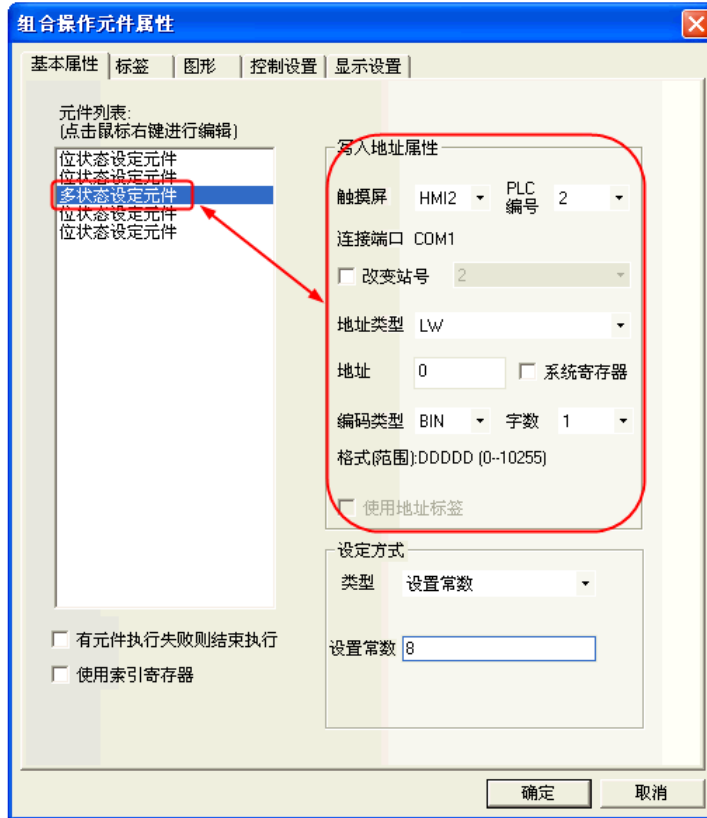 组合操作元件属性
基本属性 标签 图形 控制设置 显示设置
元件列表:
(点击鼠标右键进行编辑)
位状态设定元件
位状态设定元件
多状态设定元件
位状态设定元件
位状态设定元件
有元件执行失败则结束执行
使用索引寄存器
写入地址属性
触摸屏 HMI2 PLC编号 2
连接端口 COM1
改变站号 2
地址类型 LW
地址 0 系统寄存器
编码类型 BIN 字数 1
格式(范围):DDDDD (0--10255)
使用地址标签
设定方式
类型 设置常数
设置常数 8
确定 取消